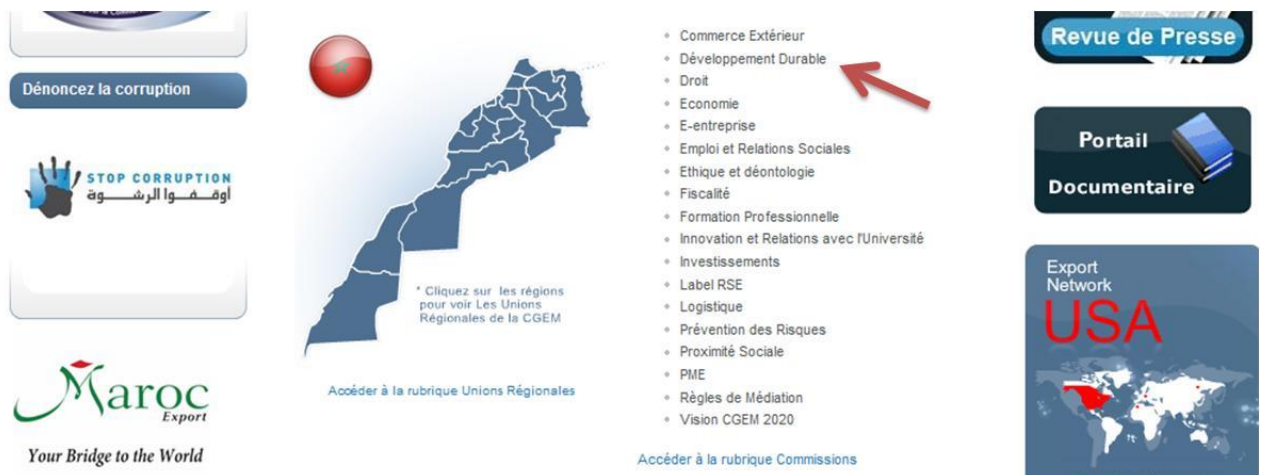 Dénoncez la corruption
STOP CORRUPTION
أوقـفـوا الرشـوة
Maroc
Export
Your Bridge to the World
* Cliquez sur les régions
pour voir Les Unions
Régionales de la CGEM
Accéder à la rubrique Unions Régionales
Commerce Extérieur
Développement Durable
Droit
Economie
E-entreprise
Emploi et Relations Sociales
Ethique et déontologie
Fiscalité
Formation Professionnelle
Innovation et Relations avec l'Université
Investissements
Label RSE
Logistique
Prévention des Risques
Proximité Sociale
PME
Règles de Médiation
Vision CGEM 2020
Accéder à la rubrique Commissions
Revue de Presse
Portail
Documentaire
Export
Network
USA